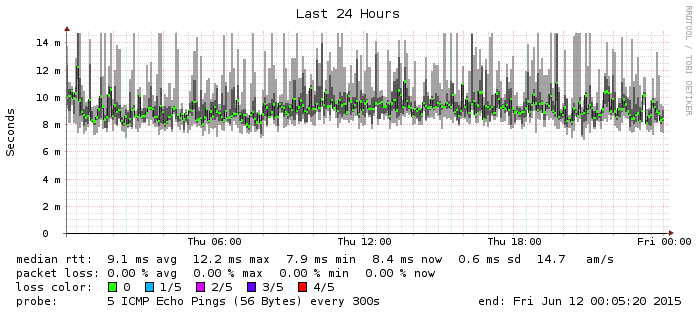 Last 24 Hours
RRDTOOL / TOBI OETIKER
Seconds
14 m
12 m
10 m
8 m
6 m
4 m
2 m
0
Thu 06:00 Thu 12:00 Thu 18:00 Fri 00:00
median rtt: 9.1 ms avg 12.2 ms max 7.9 ms min 8.4 ms now 0.6 ms sd 14.7 am/s
packet loss: 0.00 % avg 0.00 % max 0.00 % min 0.00 % now
loss color: 0 1/5 2/5 3/5 4/5
probe: 5 ICMP Echo Pings (56 Bytes) every 300s end: Fri Jun 12 00:05:20 2015